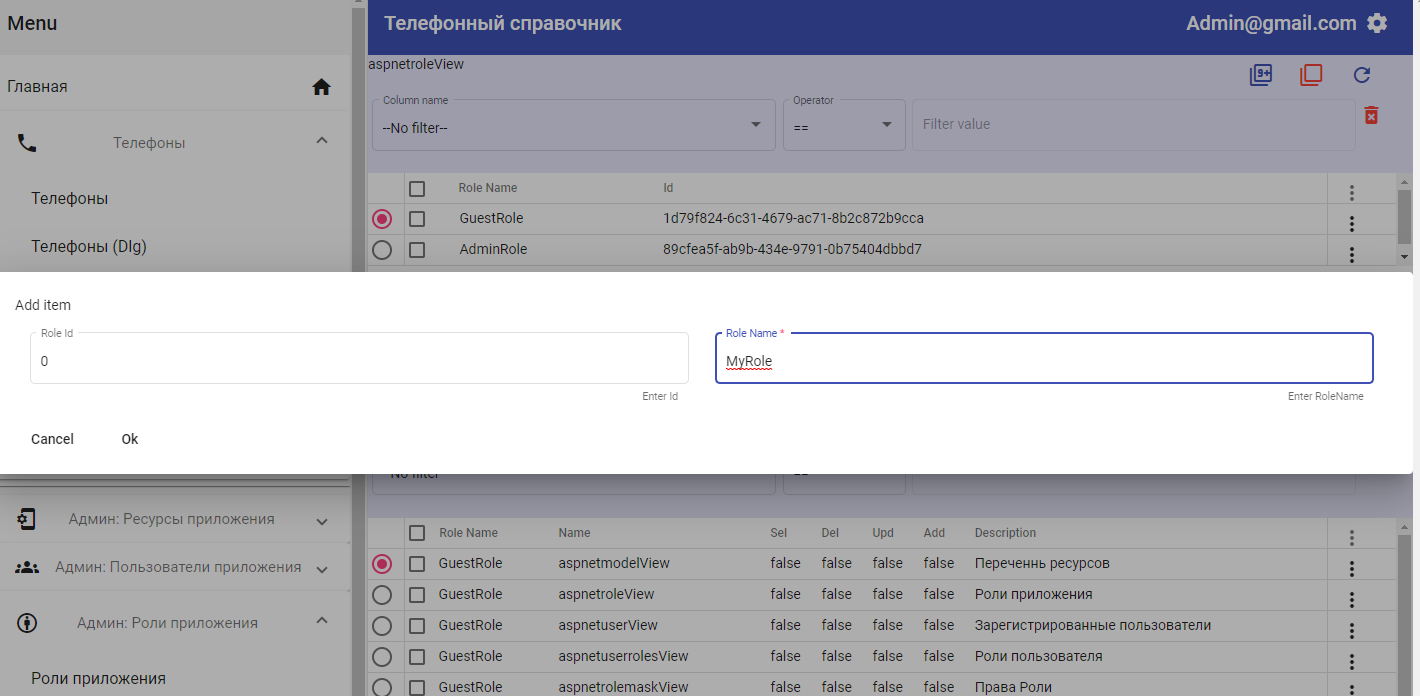 Menu
Телефонный справочник
Admin@gmail.com
Главная
aspnetroleView
9+
Column name
--No filter--
Operator
==
Filter value
Телефоны
Телефоны
Телефоны (Dlg)
Role Name Id
GuestRole 1d79f824-6c31-4679-ac71-8b2c872b9cca
AdminRole 89cfea5f-ab9b-434e-9791-0b75404dbbd7
Add item
Role Id
0
Enter Id
Role Name *
MyRole
Enter RoleName
Cancel Ok
Админ: Ресурсы приложения
Админ: Пользователи приложения
Админ: Роли приложения
Роли приложения
Role Name Name Sel Del Upd Add Description
GuestRole aspnetmodelView false false false false Переченнь ресурсов
GuestRole aspnetroleView false false false false Роли приложения
GuestRole aspnetuserView false false false false Зарегистрированные пользователи
GuestRole aspnetuserrolesView false false false false Роли пользователя
GuestRole aspnetrolemaskView false false false false Права Роли